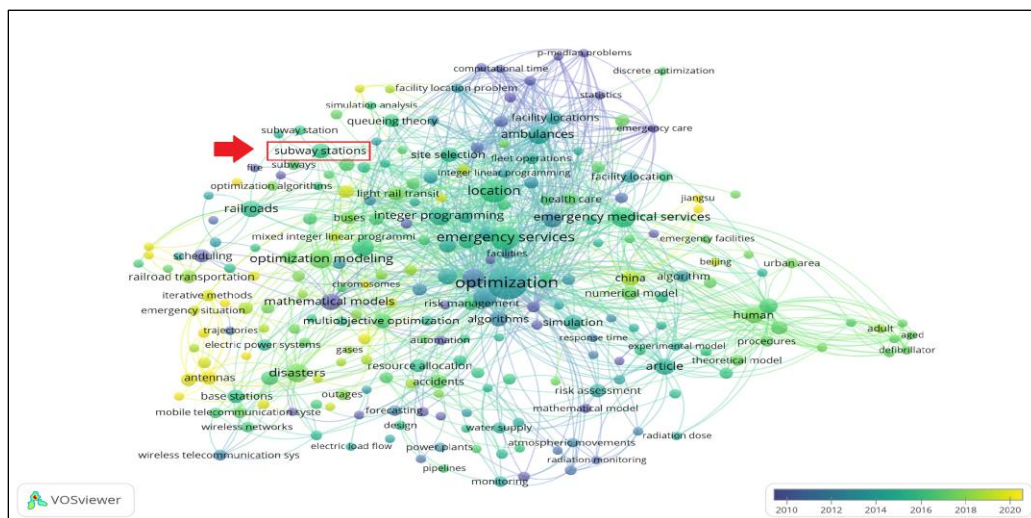 p-median problems
computational time
discrete optimization
facility location problem
statistics
simulation analysis
facility locations
queueing theory
subway station
ambulances
emergency care
subway stations
site selection
fleet operations
subways
fire
integer linear programming
facility location
optimization algorithms
light rail transit
location
health care
jiangsu
railroads
buses
integer programming
emergency medical services
mixed integer linear programmi
emergency services
emergency facilities
facilities
scheduling
optimization modeling
beijing
urban area
railroad transportation
chromosomes
optimization
china
algorithm
iterative methods
mathematical models
numerical model
emergency situation
risk management
human
trajectories
multiobjective optimization
algorithms
simulation
adult
aged
automation
response time
procedures
electric power systems
gases
experimental model
defibrillator
theoretical model
antennas
disasters
resource allocation
article
accidents
base stations
outages
risk assessment
mobile telecommunication syste
forecasting
mathematical model
wireless networks
design
water supply
radiation dose
wireless telecommunication sys
electric load flow
power plants
atmospheric movements
radiation monitoring
pipelines
monitoring
VOSviewer
2010 2012 2014 2016 2018 2020